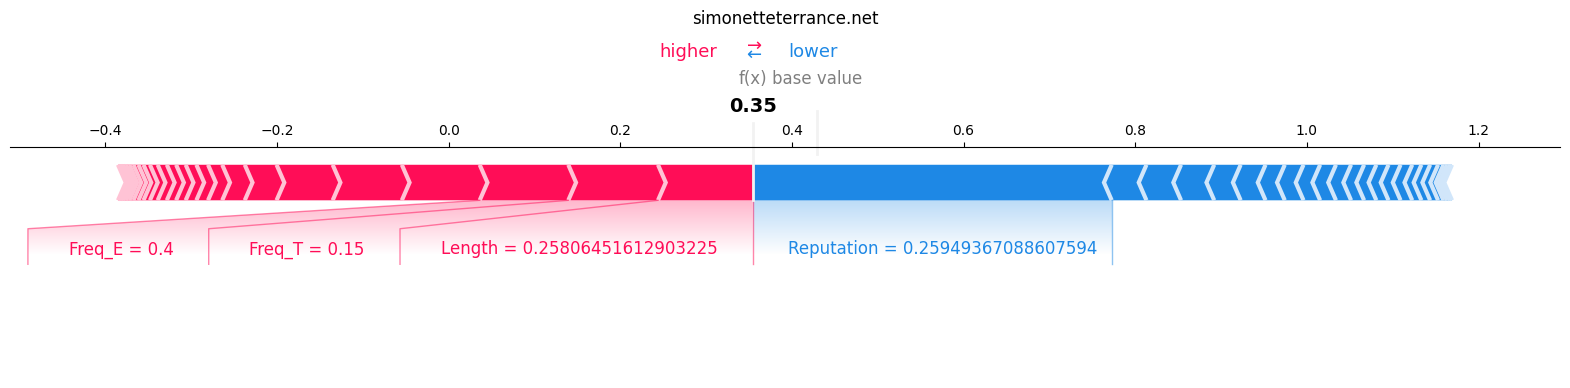 simonetteterrance.net
higher ⇄ lower
f(x) base value
0.35
−0.4 −0.2 0.0 0.2 0.4 0.6 0.8 1.0 1.2
Freq_E = 0.4 Freq_T = 0.15 Length = 0.25806451612903225 Reputation = 0.25949367088607594